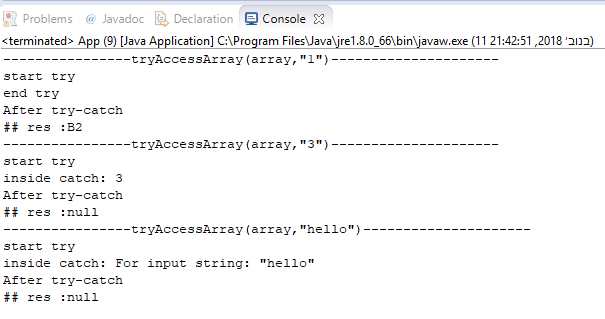 Problems @ Javadoc Declaration Console
<terminated> App (9) [Java Application] C:\Program Files\Java\jre1.8.0_66\bin\javaw.exe (11 בנוב׳ 2018, 21:42:51)
----------------tryAccessArray(array,"1")---------------------
start try
end try
After try-catch
## res :B2
----------------tryAccessArray(array,"3")---------------------
start try
inside catch: 3
After try-catch
## res :null
----------------tryAccessArray(array,"hello")---------------------
start try
inside catch: For input string: "hello"
After try-catch
## res :null